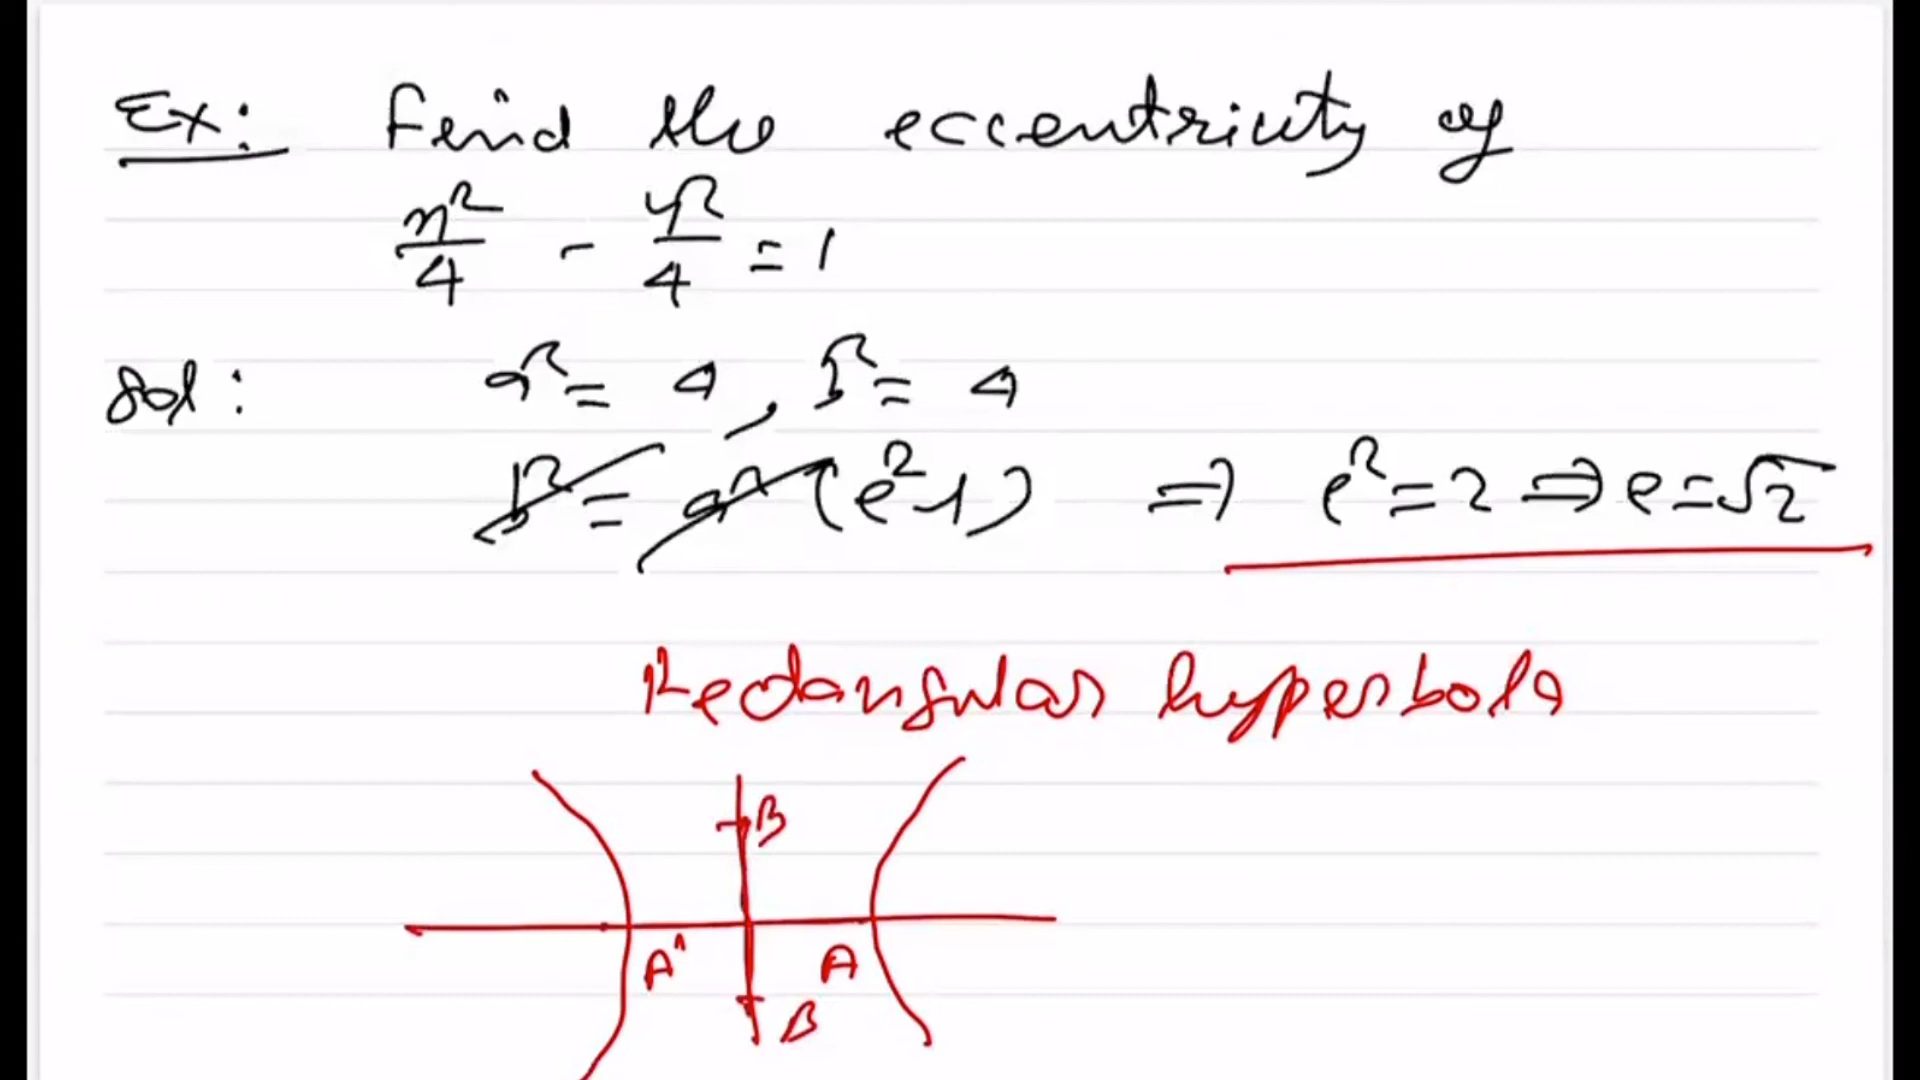 Ex: Find the eccentricity of
x²/4 - y²/4 = 1
Sol: a² = 4, b² = 4
b² = a²(e²-1) ⇒ e² = 2 ⇒ e = √2
Rectangular hyperbola
B
A' A
B